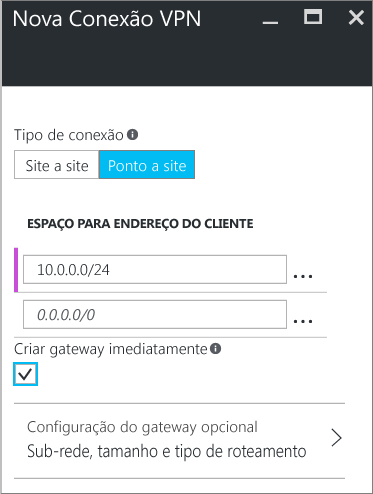 Nova Conexão VPN
Tipo de conexão
Site a site Ponto a site
ESPAÇO PARA ENDEREÇO DO CLIENTE
10.0.0.0/24 ...
0.0.0.0/0 ...
Criar gateway imediatamente
Configuração do gateway opcional
Sub-rede, tamanho e tipo de roteamento